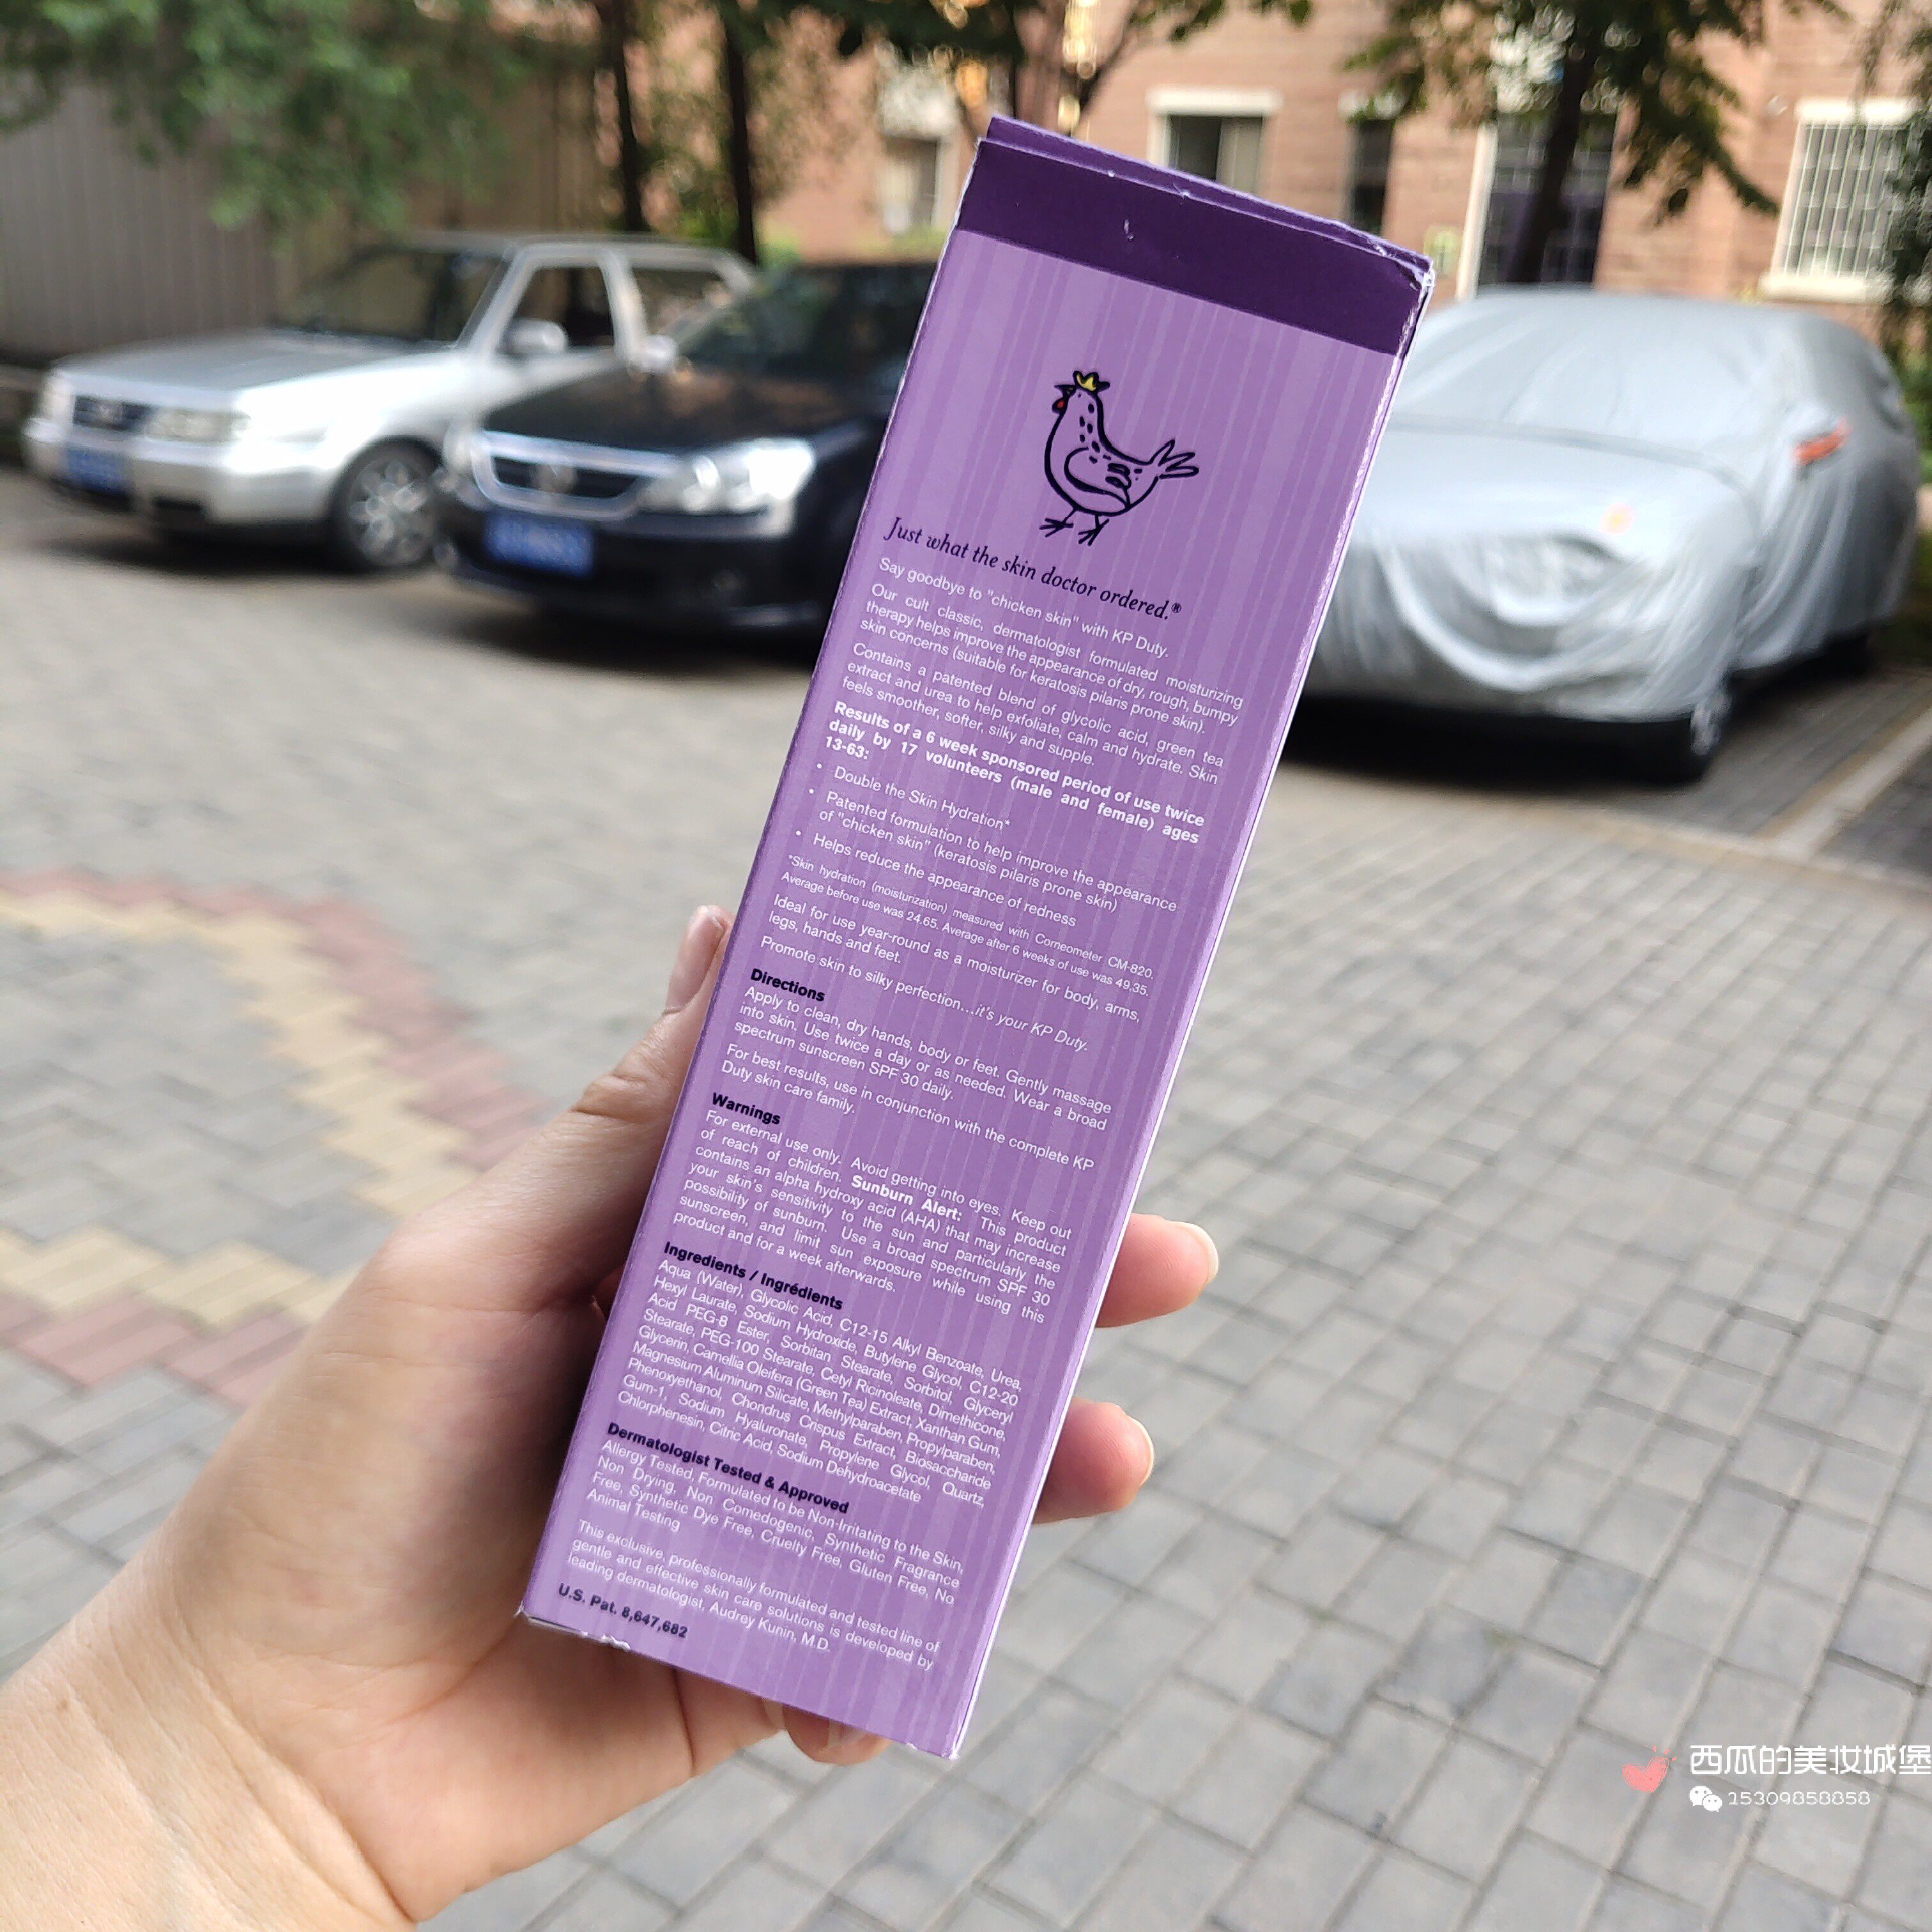 Just what the skin doctor ordered.®
Say goodbye to "chicken skin" with KP Duty.
Our cult classic, dermatologist formulated moisturizing
therapy helps improve the appearance of dry, rough, bumpy
skin concerns (suitable for keratosis pilaris prone skin).
Contains a patented blend of glycolic acid, green tea
extract and urea to help exfoliate, calm and hydrate. Skin
feels smoother, softer, silky and supple.
Results of a 6 week sponsored period of use twice
daily by 17 volunteers (male and female) ages
13-63:
• Double the Skin Hydration*
• Patented formulation to help improve the appearance
of "chicken skin" (keratosis pilaris prone skin)
• Helps reduce the appearance of redness
*Skin hydration (moisturization) measured with Corneometer CM-820.
Average before use was 24.65. Average after 6 weeks of use was 49.35.
Ideal for use year-round as a moisturizer for body, arms,
legs, hands and feet.
Promote skin to silky perfection...it's your KP Duty.
Directions
Apply to clean, dry hands, body or feet. Gently massage
into skin. Use twice a day or as needed. Wear a broad
spectrum sunscreen SPF 30 daily.
For best results, use in conjunction with the complete KP
Duty skin care family.
Warnings
For external use only. Avoid getting into eyes. Keep out
of reach of children. Sunburn Alert: This product
contains an alpha hydroxy acid (AHA) that may increase
your skin's sensitivity to the sun and particularly the
possibility of sunburn. Use a broad spectrum SPF 30
sunscreen, and limit sun exposure while using this
product and for a week afterwards.
Ingredients / Ingrédients
Aqua (Water), Glycolic Acid, C12-15 Alkyl Benzoate, Urea,
Hexyl Laurate, Sodium Hydroxide, Butylene Glycol, C12-20
Acid PEG-8 Ester, Sorbitan Stearate, Sorbitol, Glyceryl
Stearate, PEG-100 Stearate, Cetyl Ricinoleate, Dimethicone,
Glycerin, Camellia Oleifera (Green Tea) Extract, Xanthan Gum,
Magnesium Aluminum Silicate, Methylparaben, Propylparaben,
Phenoxyethanol, Chondrus Crispus Extract, Biosaccharide
Gum-1, Sodium Hyaluronate, Propylene Glycol, Quartz,
Chlorphenesin, Citric Acid, Sodium Dehydroacetate
Dermatologist Tested & Approved
Allergy Tested, Formulated to be Non-Irritating to the Skin,
Non Drying, Non Comedogenic, Synthetic Fragrance
Free, Synthetic Dye Free, Cruelty Free, Gluten Free, No
Animal Testing
This exclusive, professionally formulated and tested line of
gentle and effective skin care solutions is developed by
leading dermatologist, Audrey Kunin, M.D.
U.S. Pat. 8,647,682
西瓜的美妆城堡
15309858858